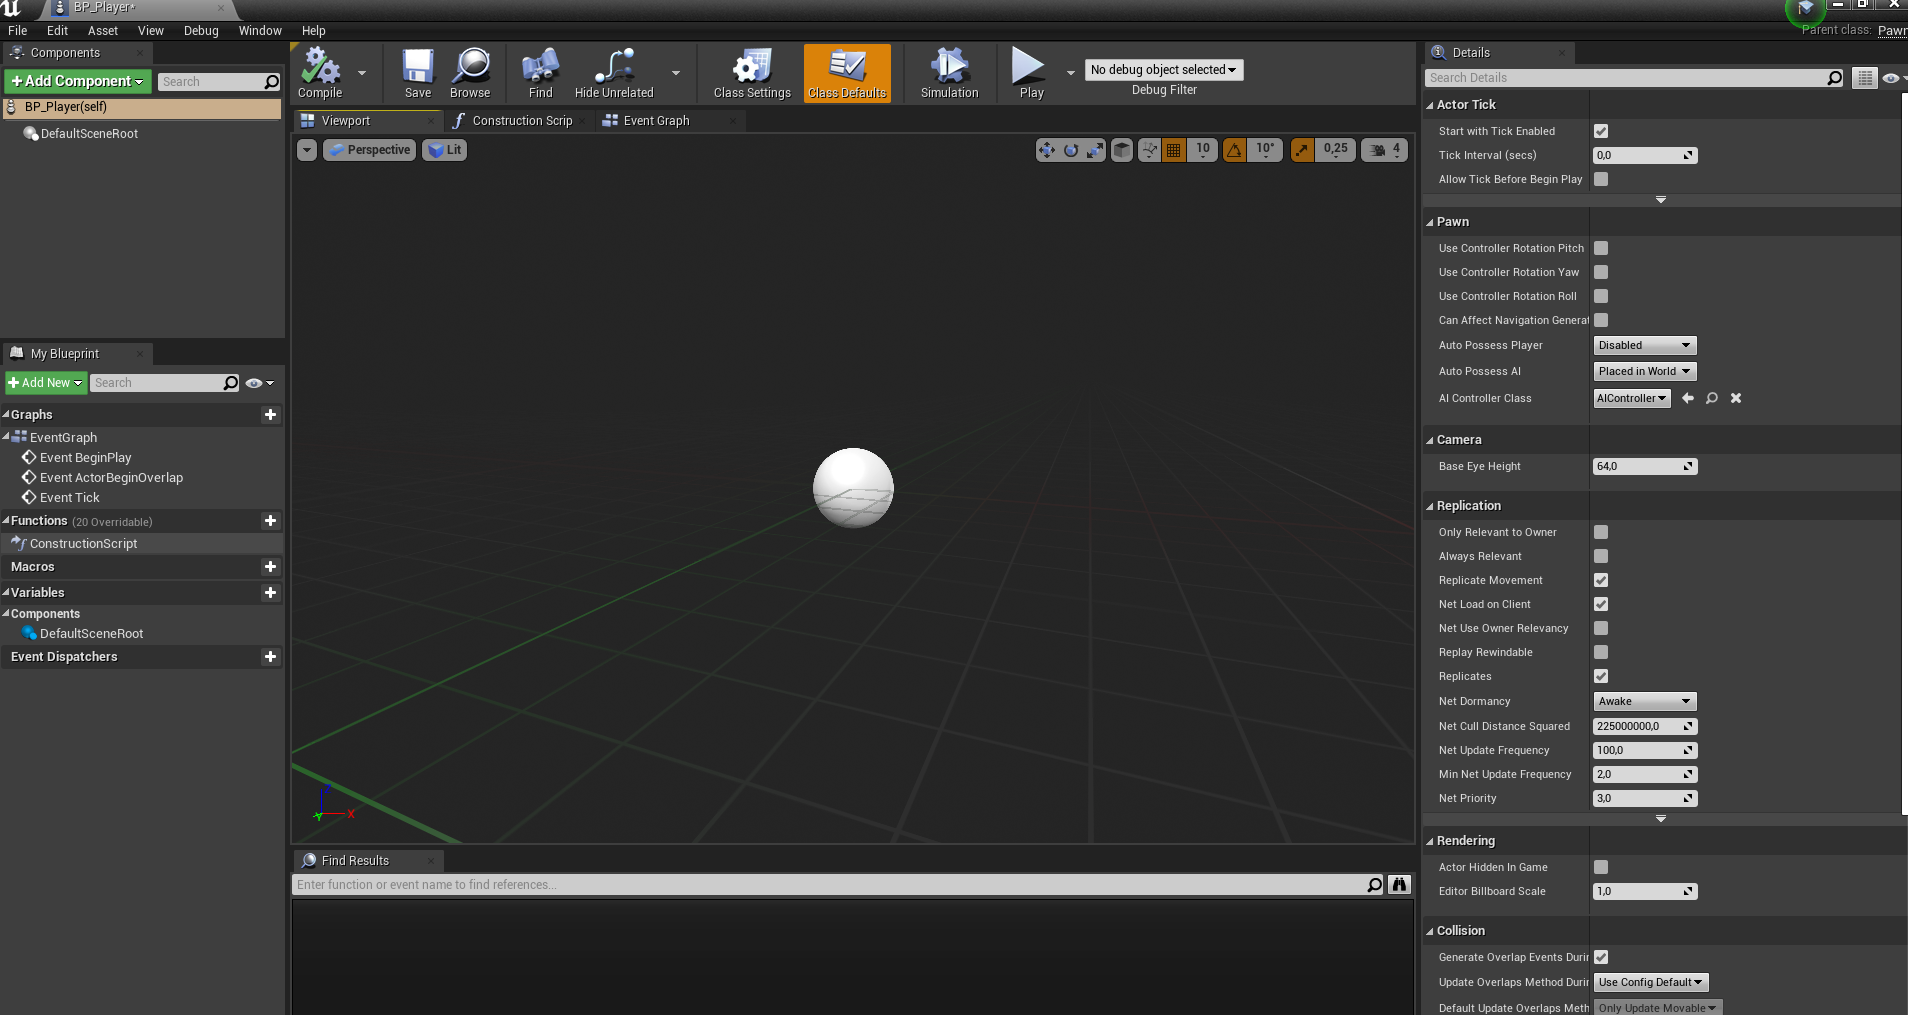 BP_Player*
File Edit Asset View Debug Window Help
Parent class: Pawn
Components
+Add Component
Search
BP_Player(self)
DefaultSceneRoot
My Blueprint
+Add New
Search
Graphs
EventGraph
Event BeginPlay
Event ActorBeginOverlap
Event Tick
Functions (20 Overridable)
ConstructionScript
Macros
Variables
Components
DefaultSceneRoot
Event Dispatchers
Compile
Save
Browse
Find
Hide Unrelated
Class Settings
Class Defaults
Simulation
Play
No debug object selected
Debug Filter
Viewport
Construction Scrip
Event Graph
Perspective
Lit
10
10°
0,25
4
Z
Y
X
Find Results
Enter function or event name to find references...
Details
Search Details
Actor Tick
Start with Tick Enabled
Tick Interval (secs) 0,0
Allow Tick Before Begin Play
Pawn
Use Controller Rotation Pitch
Use Controller Rotation Yaw
Use Controller Rotation Roll
Can Affect Navigation Generat
Auto Possess Player Disabled
Auto Possess AI Placed in World
AI Controller Class AIController
Camera
Base Eye Height 64,0
Replication
Only Relevant to Owner
Always Relevant
Replicate Movement
Net Load on Client
Net Use Owner Relevancy
Replay Rewindable
Replicates
Net Dormancy Awake
Net Cull Distance Squared 225000000,0
Net Update Frequency 100,0
Min Net Update Frequency 2,0
Net Priority 3,0
Rendering
Actor Hidden In Game
Editor Billboard Scale 1,0
Collision
Generate Overlap Events Durin
Update Overlaps Method Durin Use Config Default
Default Update Overlaps Meth Only Update Movable